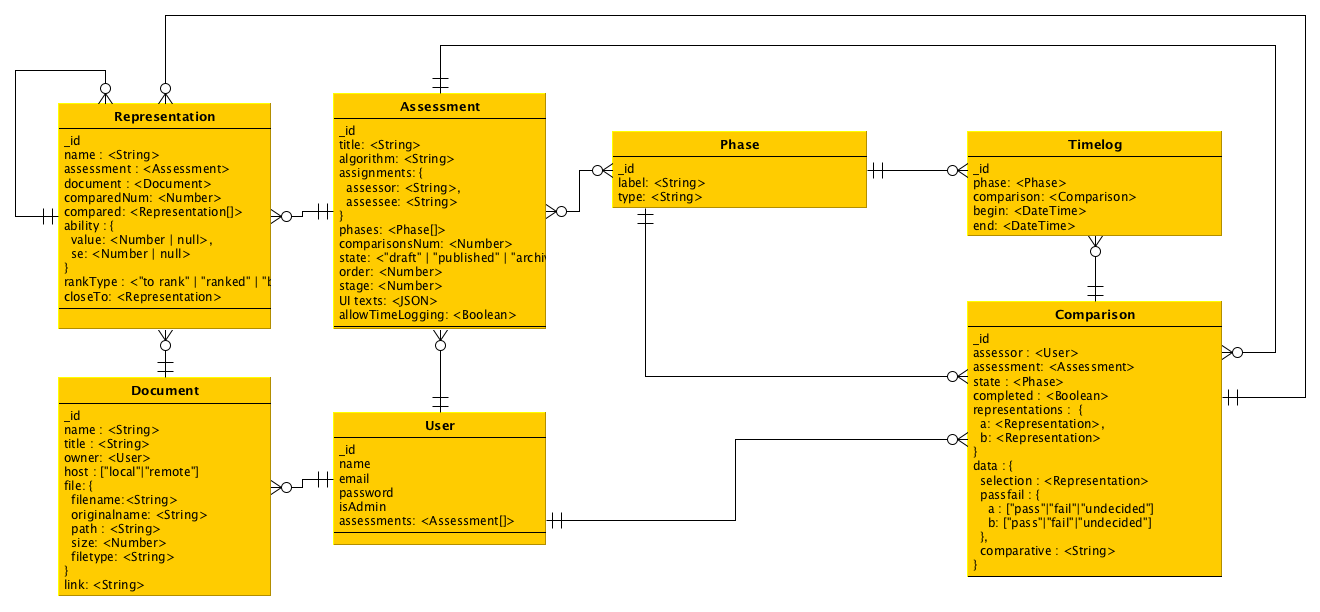 Representation
_id
name : <String>
assessment : <Assessment>
document : <Document>
comparedNum: <Number>
compared: <Representation[]>
ability : {
value: <Number | null>,
se: <Number | null>
}
rankType : <"to rank" | "ranked" | "b
closeTo: <Representation>
Assessment
_id
title: <String>
algorithm: <String>
assignments: {
assessor: <String>,
assessee: <String>
}
phases: <Phase[]>
comparisonsNum: <Number>
state: <"draft" | "published" | "archiv
order: <Number>
stage: <Number>
UI texts: <JSON>
allowTimeLogging: <Boolean>
Phase
_id
label: <String>
type: <String>
Timelog
_id
phase: <Phase>
comparison: <Comparison>
begin: <DateTime>
end: <DateTime>
Document
_id
name : <String>
title : <String>
owner: <User>
host : ["local"|"remote"]
file: {
filename:<String>
originalname: <String>
path : <String>
size: <Number>
filetype: <String>
}
link: <String>
User
_id
name
email
password
isAdmin
assessments: <Assessment[]>
Comparison
_id
assessor : <User>
assessment: <Assessment>
state : <Phase>
completed : <Boolean>
representations : {
a: <Representation>,
b: <Representation>
}
data : {
selection : <Representation>
passfail : {
a : ["pass"|"fail"|"undecided"]
b: ["pass"|"fail"|"undecided"]
},
comparative : <String>
}